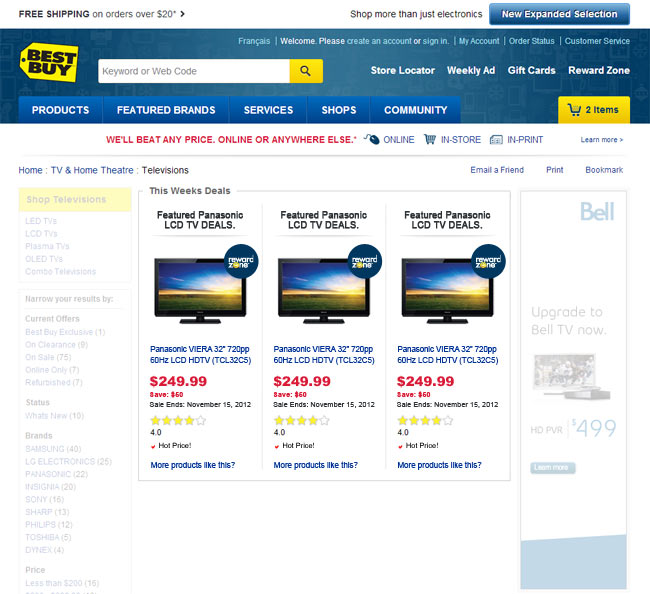 FREE SHIPPING on orders over $20* >
Shop more than just electronics
New Expanded Selection
BEST BUY
Français | Welcome. Please create an account or sign in. | My Account | Order Status | Customer Service
Keyword or Web Code
Store Locator Weekly Ad Gift Cards Reward Zone
PRODUCTS FEATURED BRANDS SERVICES SHOPS COMMUNITY
2 Items
WE'LL BEAT ANY PRICE. ONLINE OR ANYWHERE ELSE.* ONLINE IN-STORE IN-PRINT Learn more >
Home : TV & Home Theatre : Televisions
Email a Friend Print Bookmark
Shop Televisions
LED TVs
LCD TVs
Plasma TVs
OLED TVs
Combo Televisions
Narrow your results by:
Current Offers
Best Buy Exclusive (1)
On Clearance (9)
On Sale (75)
Online Only (7)
Refurbished (7)
Status
Whats New (10)
Brands
SAMSUNG (40)
LG ELECTRONICS (25)
PANASONIC (22)
INSIGNIA (20)
SONY (16)
SHARP (13)
PHILIPS (12)
TOSHIBA (5)
DYNEX (4)
Price
Less than $200 (16)
This Weeks Deals
Featured Panasonic
LCD TV DEALS.
reward
zone
Panasonic VIERA 32" 720pp
60Hz LCD HDTV (TCL32C5)
$249.99
Save: $60
Sale Ends: November 15, 2012
4.0
Hot Price!
More products like this?
Featured Panasonic
LCD TV DEALS.
reward
zone
Panasonic VIERA 32" 720pp
60Hz LCD HDTV (TCL32C5)
$249.99
Save: $60
Sale Ends: November 15, 2012
4.0
Hot Price!
More products like this?
Featured Panasonic
LCD TV DEALS.
reward
zone
Panasonic VIERA 32" 720pp
60Hz LCD HDTV (TCL32C5)
$249.99
Save: $60
Sale Ends: November 15, 2012
4.0
Hot Price!
More products like this?
Bell
Upgrade to
Bell TV now.
HD PVR $499
Learn more